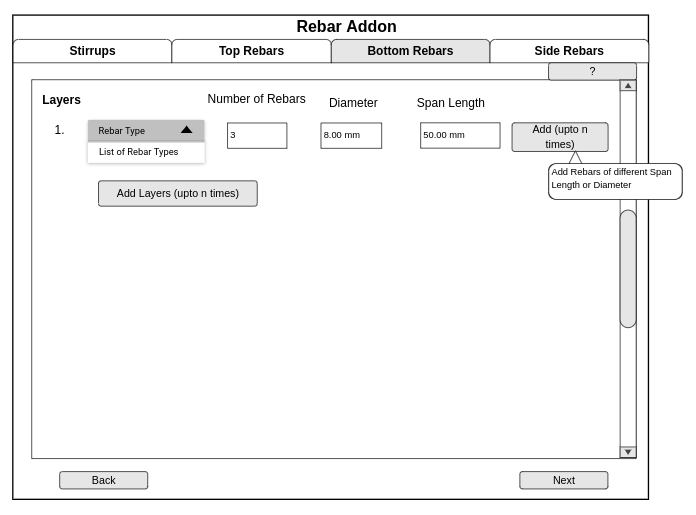 Rebar Addon
Stirrups
Top Rebars
Bottom Rebars
Side Rebars
?
Layers
Number of Rebars
Diameter
Span Length
1.
Rebar Type
3
8.00 mm
50.00 mm
Add (upto n
times)
List of Rebar Types
Add Rebars of different Span
Length or Diameter
Add Layers (upto n times)
Back
Next